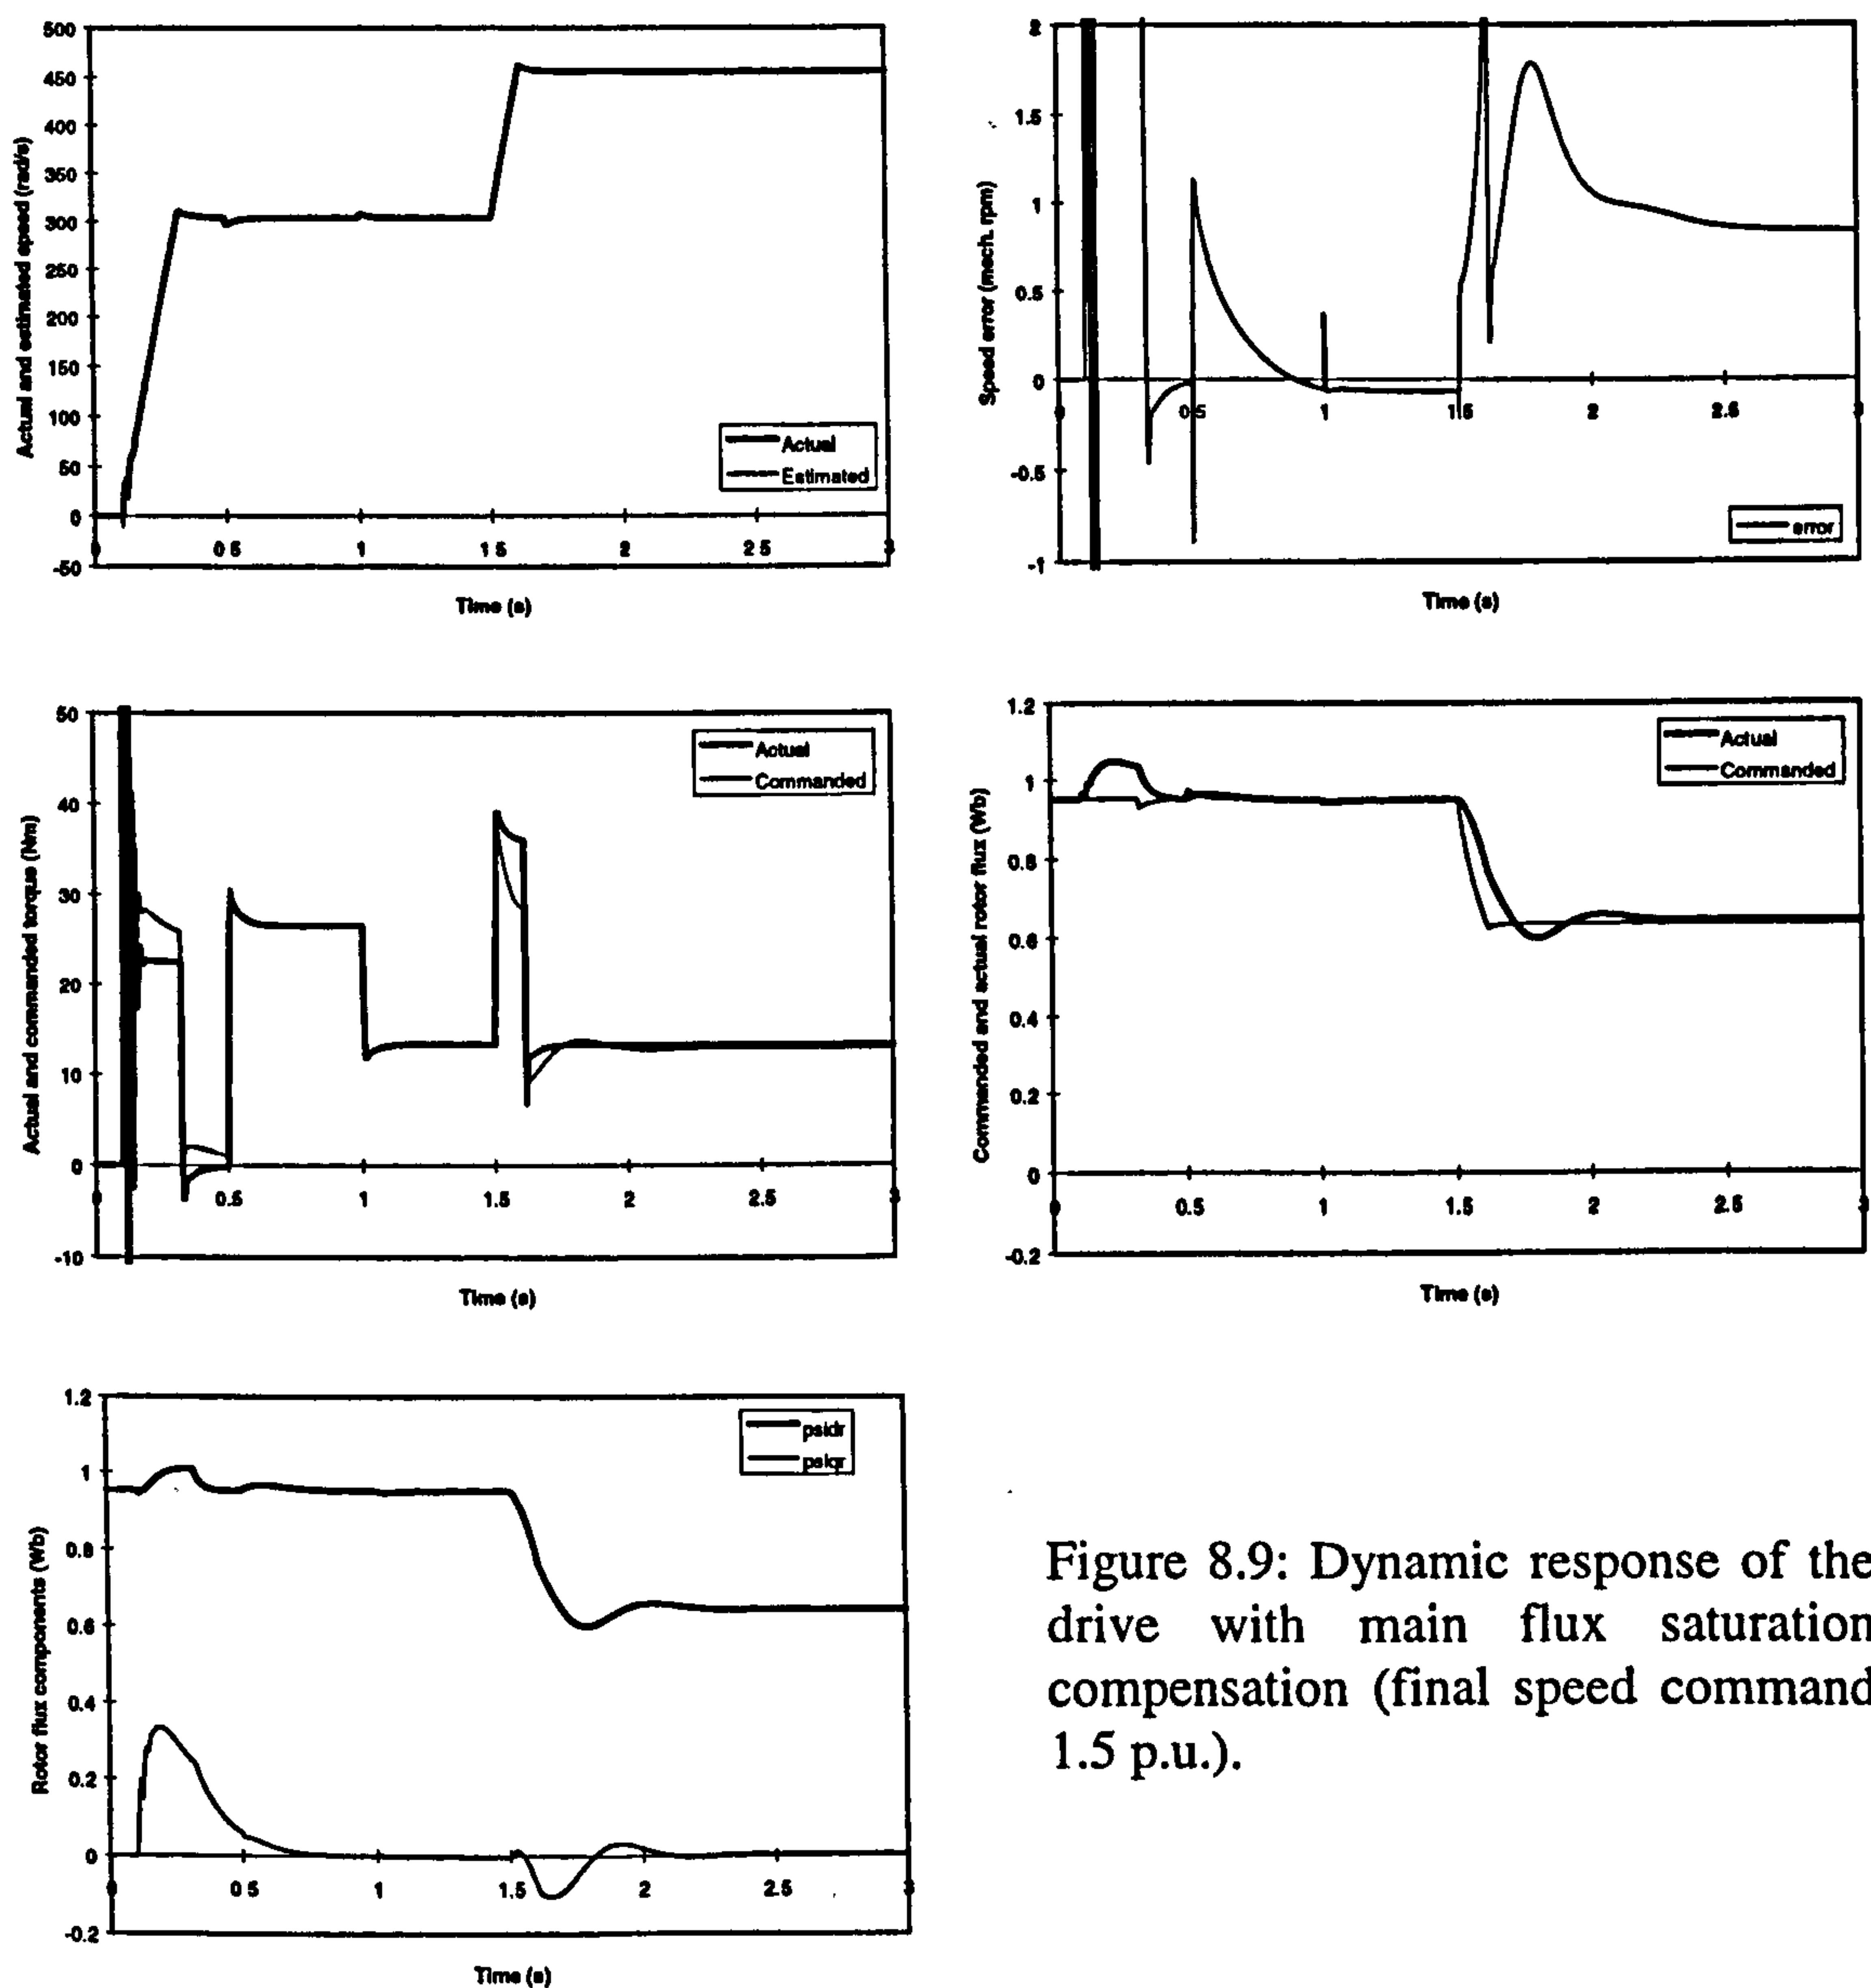 Actual and estimated speed (rad/s)
500
450
400
350
300
250
200
150
100
50
0
-50
0 0 5 1 1 5 2 2 5 3
Actual
Estimated
Time (s)
Speed error (mech. rpm)
2
1.5
1
0.5
0
-0.5
-1
0 0.5 1 1.5 2 2.5 3
error
Time (s)
Actual and commanded torque (Nm)
50
40
30
20
10
0
-10
0 0.5 1 1.5 2 2.5 3
Actual
Commanded
Time (s)
Commanded and actual rotor flux (Wb)
1.2
1
0.8
0.6
0.4
0.2
0
-0.2
0 0.5 1 1.5 2 2.5 3
Actual
Commanded
Time (s)
Rotor flux components (Wb)
1.2
1
0.8
0.6
0.4
0.2
0
-0.2
0 0 5 1 1.5 2 2.5 3
psidr
psiqr
Time (s)
Figure 8.9: Dynamic response of the
drive with main flux saturation
compensation (final speed command
1.5 p.u.).